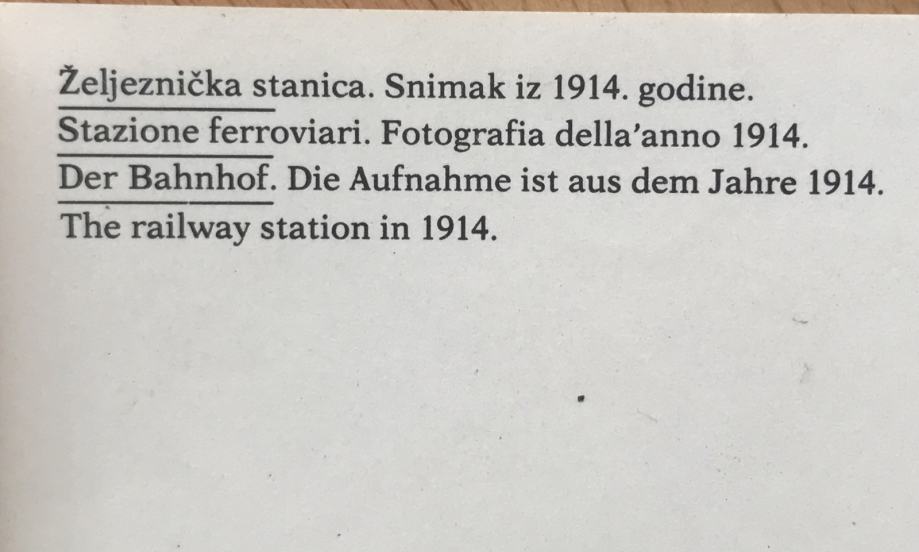 Željeznička stanica. Snimak iz 1914. godine.
Stazione ferroviari. Fotografia della'anno 1914.
Der Bahnhof. Die Aufnahme ist aus dem Jahre 1914.
The railway station in 1914.